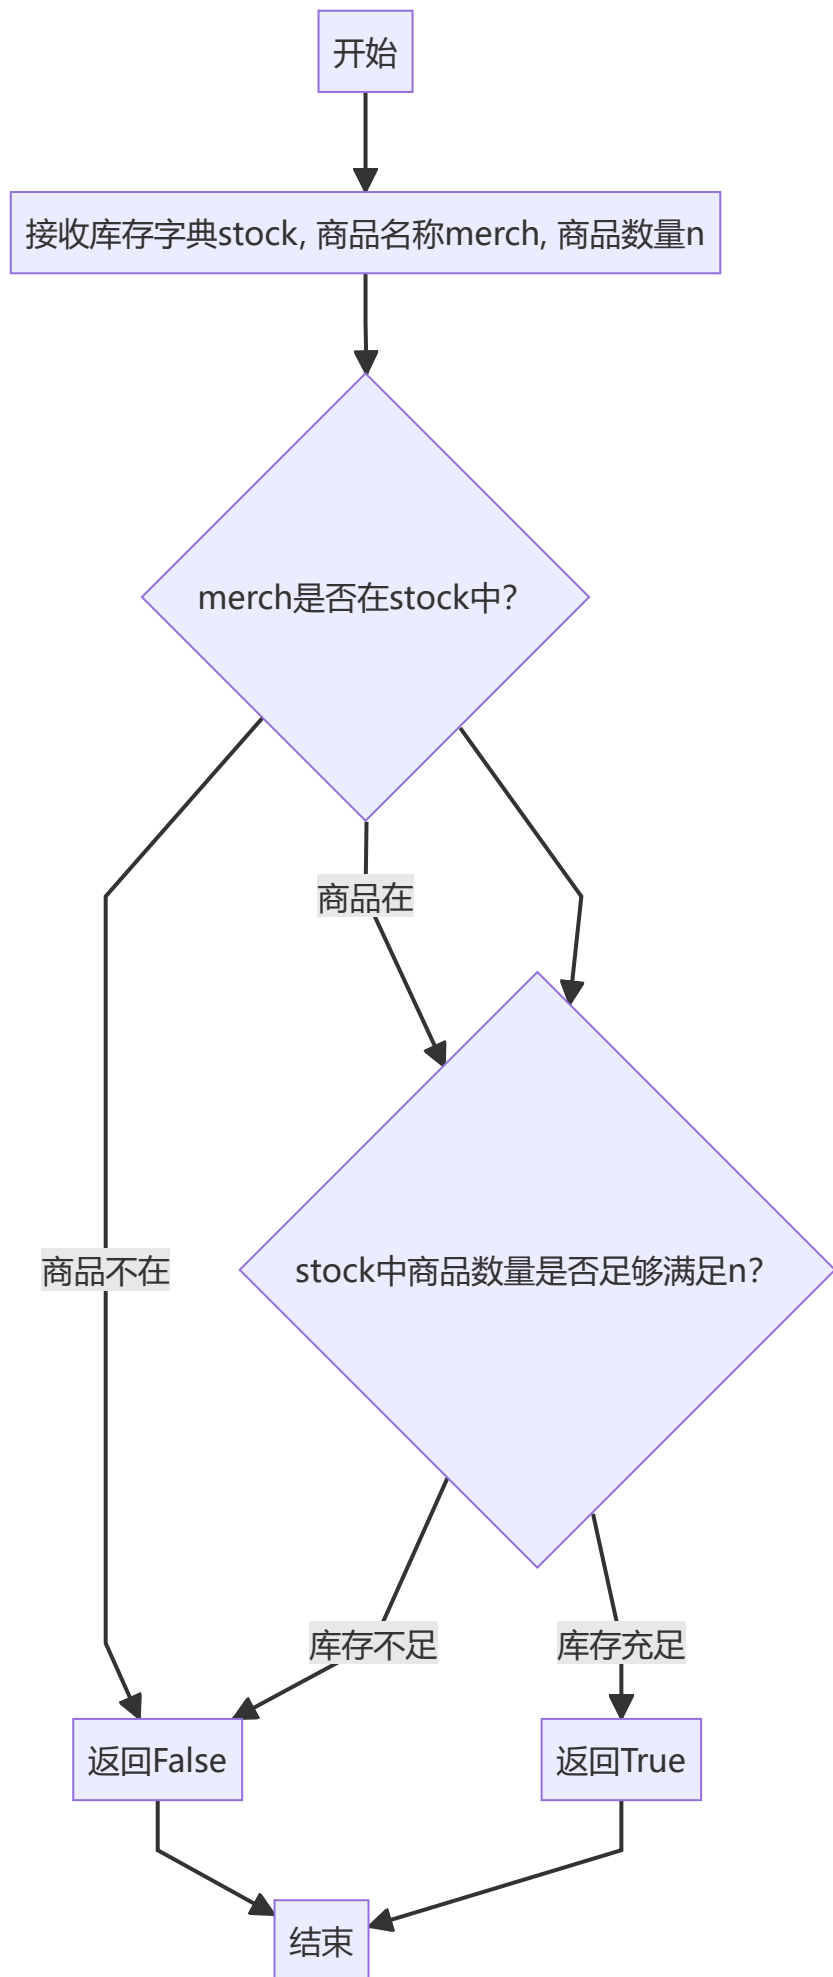 开始
接收库存字典stock, 商品名称merch, 商品数量n
merch是否在stock中?
商品在
商品不在
stock中商品数量是否足够满足n?
库存不足
库存充足
返回False
返回True
结束